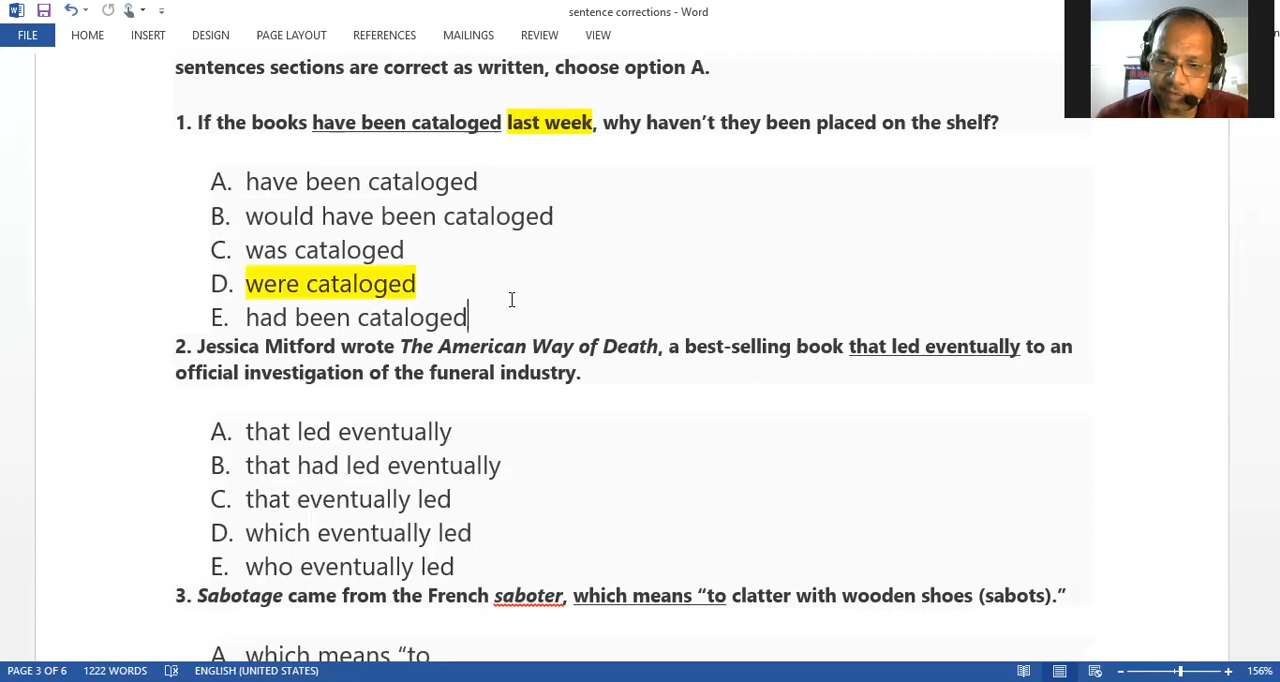 sentence corrections - Word
FILE HOME INSERT DESIGN PAGE LAYOUT REFERENCES MAILINGS REVIEW VIEW
sentences sections are correct as written, choose option A.
1. If the books have been cataloged last week, why haven’t they been placed on the shelf?
A. have been cataloged
B. would have been cataloged
C. was cataloged
D. were cataloged
E. had been cataloged
2. Jessica Mitford wrote The American Way of Death, a best-selling book that led eventually to an
official investigation of the funeral industry.
A. that led eventually
B. that had led eventually
C. that eventually led
D. which eventually led
E. who eventually led
3. Sabotage came from the French saboter, which means “to clatter with wooden shoes (sabots).”
A. which means “to
PAGE 3 OF 6 1222 WORDS ENGLISH (UNITED STATES) 156%